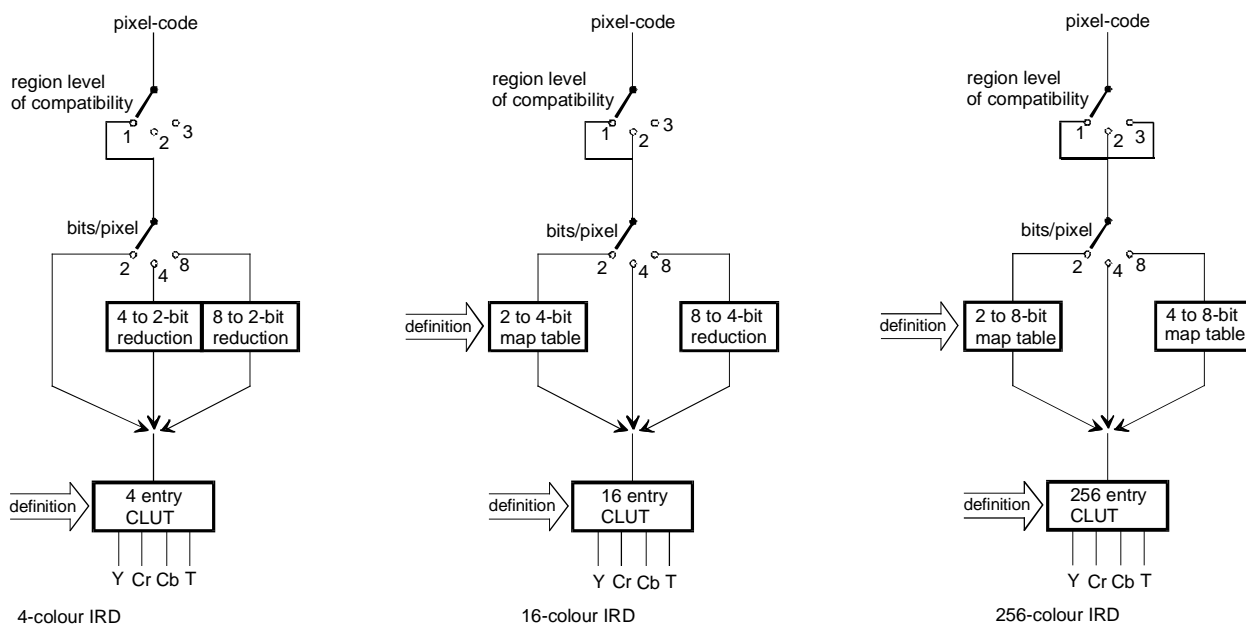 pixel-code
region level
of compatibility
1
2
3
bits/pixel
2
4
8
4 to 2-bit
reduction
8 to 2-bit
reduction
definition
4 entry
CLUT
Y Cr Cb T
4-colour IRD
pixel-code
region level
of compatibility
1
2
3
bits/pixel
2
4
8
definition
2 to 4-bit
map table
8 to 4-bit
reduction
definition
16 entry
CLUT
Y Cr Cb T
16-colour IRD
pixel-code
region level
of compatibility
1
2
3
bits/pixel
2
4
8
definition
2 to 8-bit
map table
4 to 8-bit
map table
definition
256 entry
CLUT
Y Cr Cb T
256-colour IRD